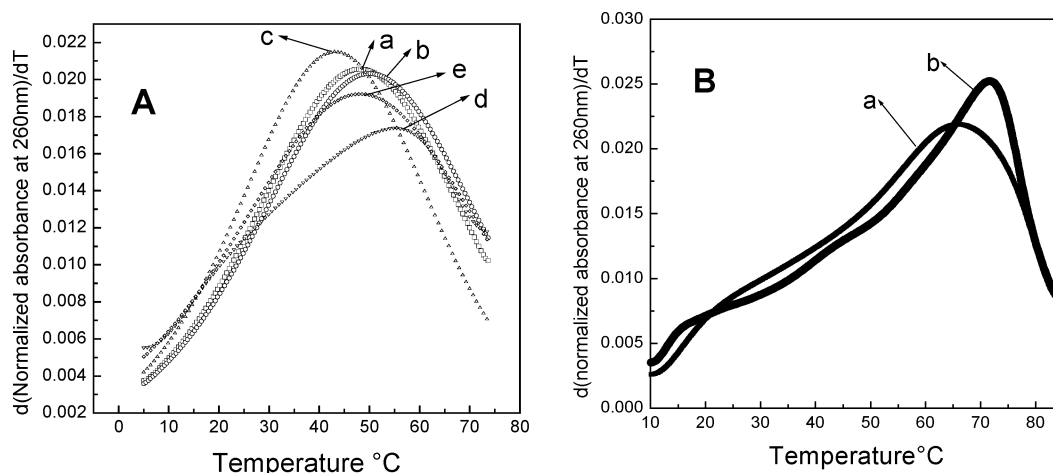 A
c
a
b
e
d
0.022
0.020
0.018
0.016
0.014
0.012
0.010
0.008
0.006
0.004
0.002
0 10 20 30 40 50 60 70 80
d(Normalized absorbance at 260nm)/dT
Temperature °C
B
b
a
0.030
0.025
0.020
0.015
0.010
0.005
0.000
10 20 30 40 50 60 70 80
d(normalized absorbance at 260nm)/dT
Temperature°C